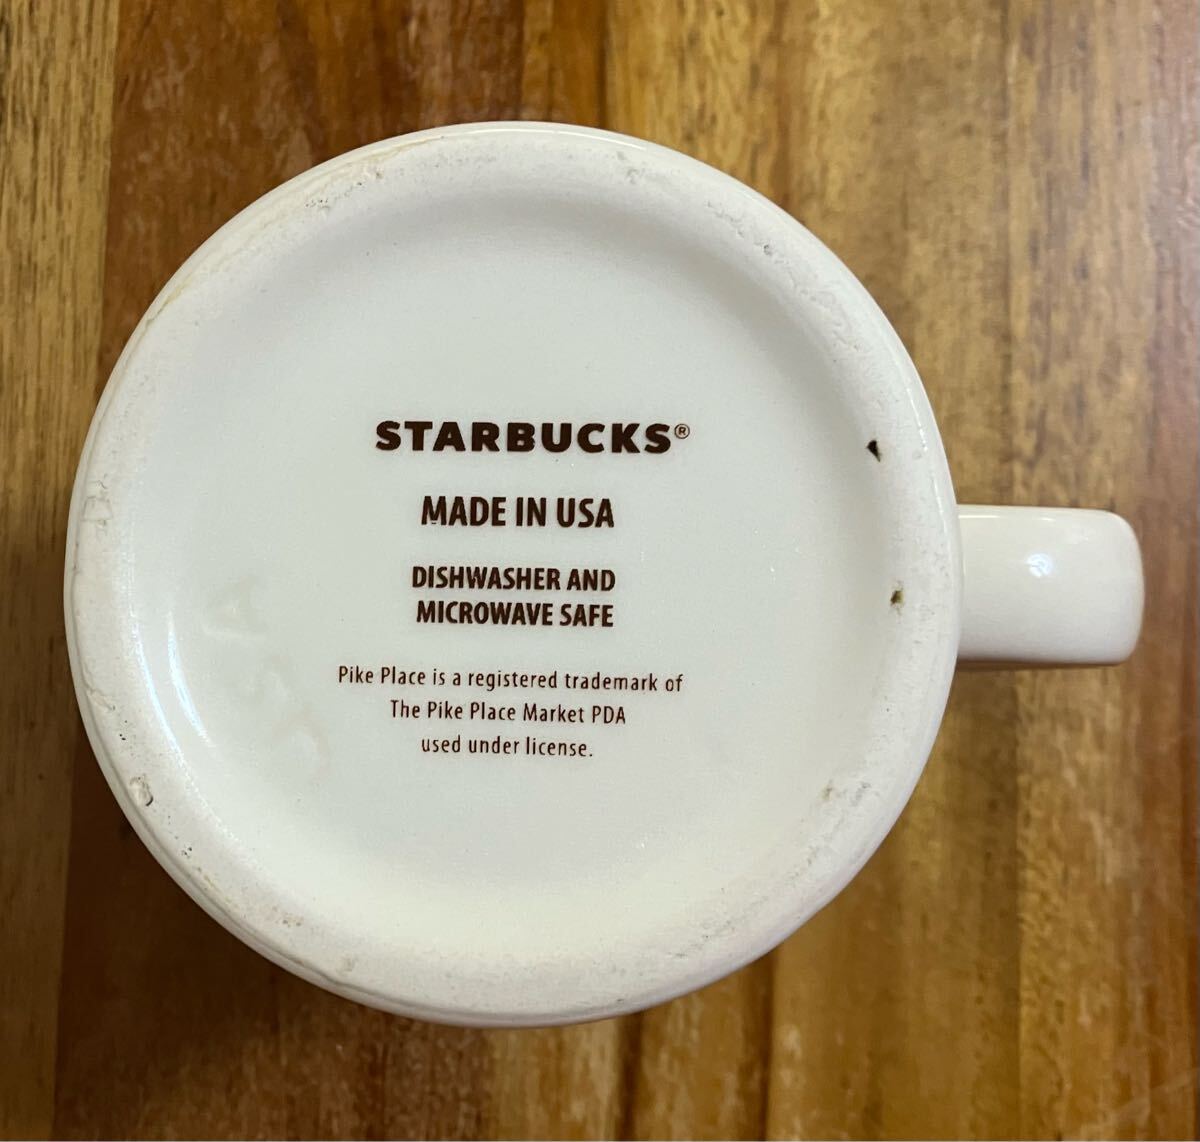 STARBUCKS®
MADE IN USA
DISHWASHER AND
MICROWAVE SAFE
Pike Place is a registered trademark of
The Pike Place Market PDA
used under license.